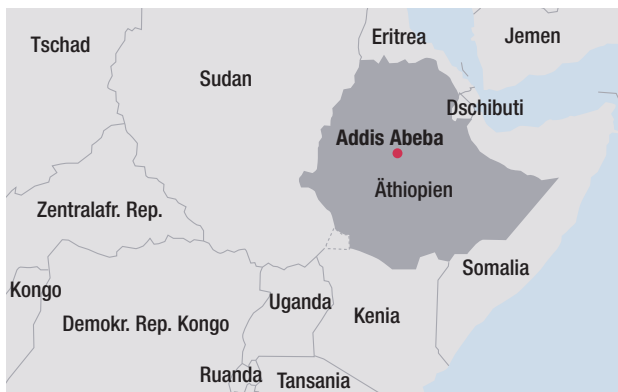 Tschad
Sudan
Eritrea
Jemen
Dschibuti
Addis Abeba
Äthiopien
Zentralafr. Rep.
Somalia
Kongo
Uganda
Kenia
Demokr. Rep. Kongo
Ruanda
Tansania